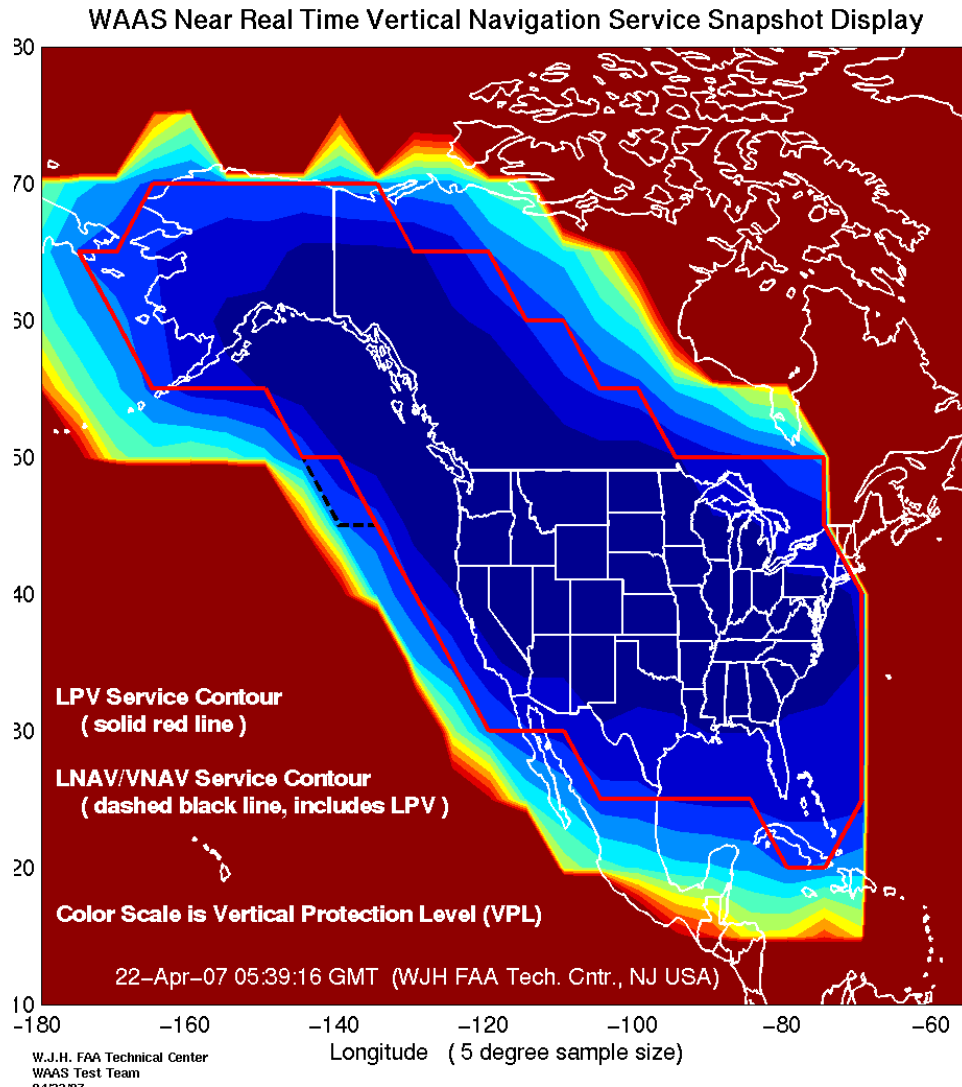 WAAS Near Real Time Vertical Navigation Service Snapshot Display
80
70
60
50
40
30
20
10
LPV Service Contour
( solid red line )
LNAV/VNAV Service Contour
( dashed black line, includes LPV )
Color Scale is Vertical Protection Level (VPL)
22-Apr-07 05:39:16 GMT (WJH FAA Tech. Cntr., NJ USA)
-180 -160 -140 -120 -100 -80 -60
Longitude ( 5 degree sample size)
W.J.H. FAA Technical Center
WAAS Test Team